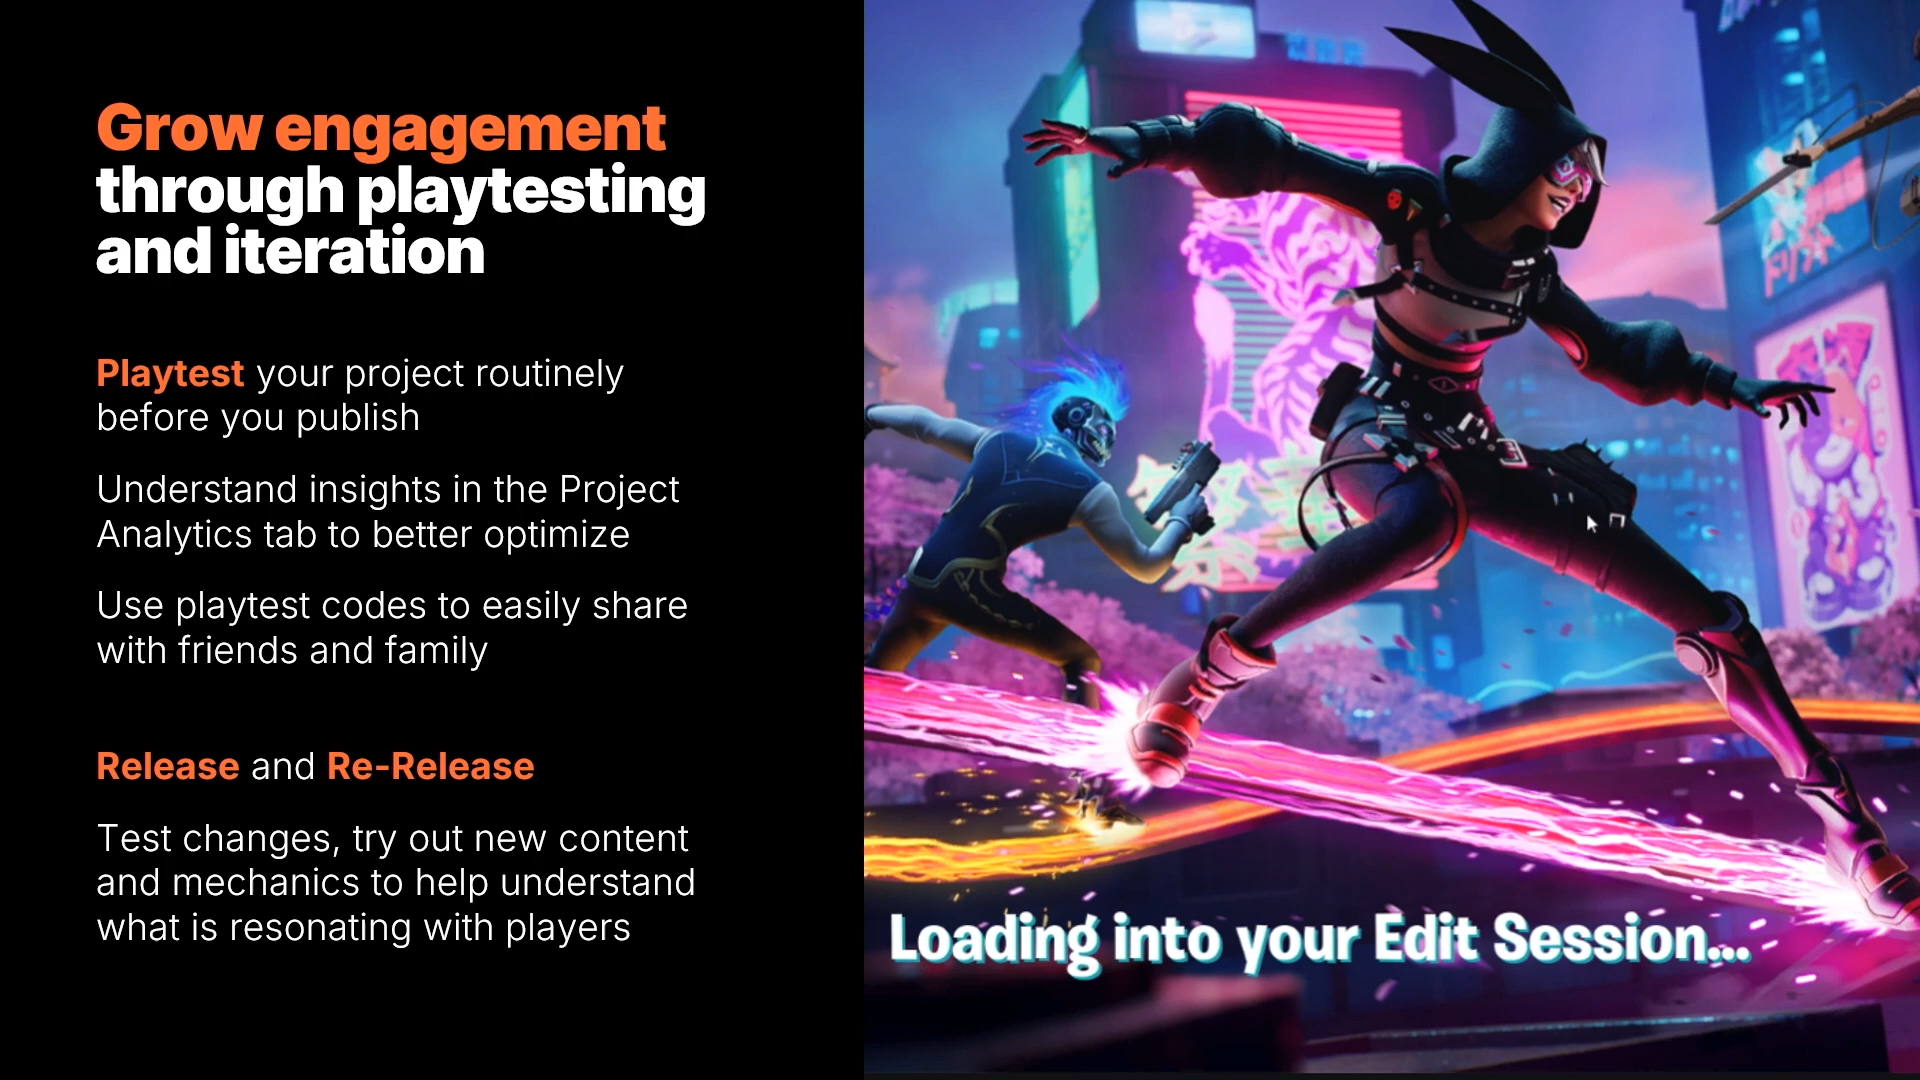 Grow engagement
through playtesting
and iteration
Playtest your project routinely
before you publish
Understand insights in the Project
Analytics tab to better optimize
Use playtest codes to easily share
with friends and family
Release and Re-Release
Test changes, try out new content
and mechanics to help understand
what is resonating with players
Loading into your Edit Session...